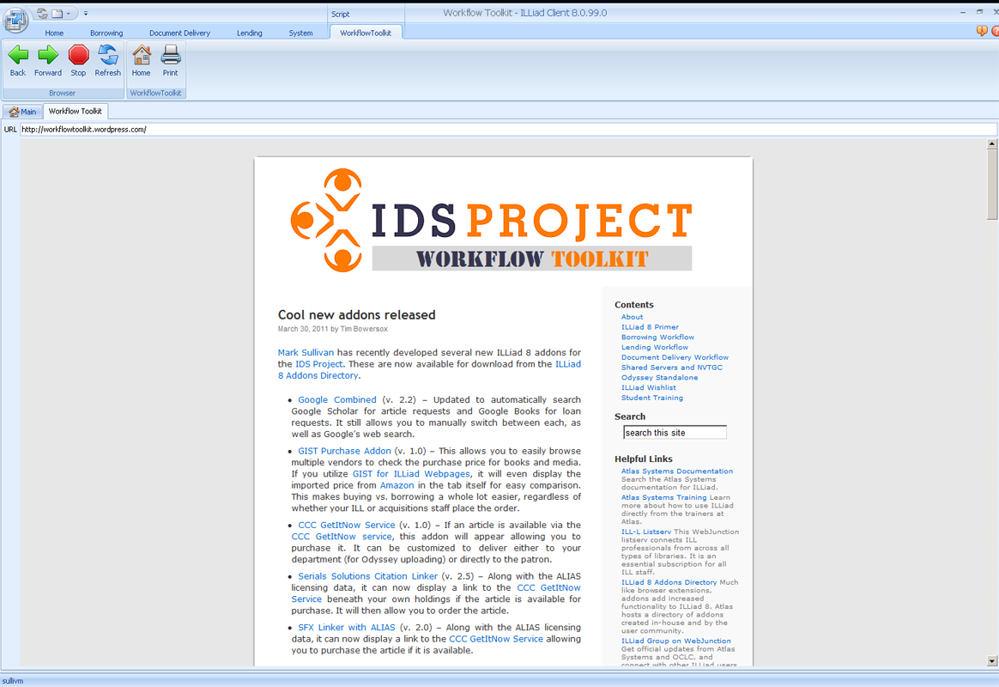 Script
Workflow Toolkit - ILLiad Client 8.0.99.0
Home
Borrowing
Document Delivery
Lending
System
WorkflowToolkit
Back
Forward
Stop
Refresh
Home
Print
Browser
WorkflowToolkit
Main
Workflow Toolkit
URL
http://workflowtoolkit.wordpress.com/
IDS PROJECT
WORKFLOW TOOLKIT
Cool new addons released
March 30, 2011 by Tim Bowersox
Mark Sullivan has recently developed several new ILLiad 8 addons for
the IDS Project. These are now available for download from the ILLiad
8 Addons Directory.
• Google Combined (v. 2.2) – Updated to automatically search
Google Scholar for article requests and Google Books for loan
requests. It still allows you to manually switch between each, as
well as Google's web search.
• GIST Purchase Addon (v. 1.0) – This allows you to easily browse
multiple vendors to check the purchase price for books and media.
If you utilize GIST for ILLiad Webpages, it will even display the
imported price from Amazon in the tab itself for easy comparison.
This makes buying vs. borrowing a whole lot easier, regardless of
whether your ILL or acquisitions staff place the order.
• CCC GetItNow Service (v. 1.0) – If an article is available via the
CCC GetItNow service, this addon will appear allowing you to
purchase it. It can be customized to deliver either to your
department (for Odyssey uploading) or directly to the patron.
• Serials Solutions Citation Linker (v. 2.5) – Along with the ALIAS
licensing data, it can now display a link to the CCC GetItNow
Service beneath your own holdings if the article is available for
purchase. It will then allow you to order the article.
• SFX Linker with ALIAS (v. 2.0) – Along with the ALIAS licensing
data, it can now display a link to the CCC GetItNow Service allowing
you to purchase the article if it is available.
Contents
About
ILLiad 8 Primer
Borrowing Workflow
Lending Workflow
Document Delivery Workflow
Shared Servers and NVTGC
Odyssey Standalone
ILLiad Wishlist
Student Training
Search
search this site
Helpful Links
Atlas Systems Documentation
Search the Atlas Systems
documentation for ILLiad.
Atlas Systems Training Learn
more about how to use ILLiad
directly from the trainers at
Atlas.
ILL-L Listserv This WebJunction
listserv connects ILL
professionals from across all
types of libraries. It is an
essential subscription for all
ILL staff.
ILLiad 8 Addons Directory Much
like browser extensions,
addons add increased
functionality to ILLiad 8. Atlas
hosts a directory of addons
created in-house and by the
user community.
ILLiad Group on WebJunction
Get official updates from Atlas
Systems and OCLC, and
connect with other ILLiad users
sullivm